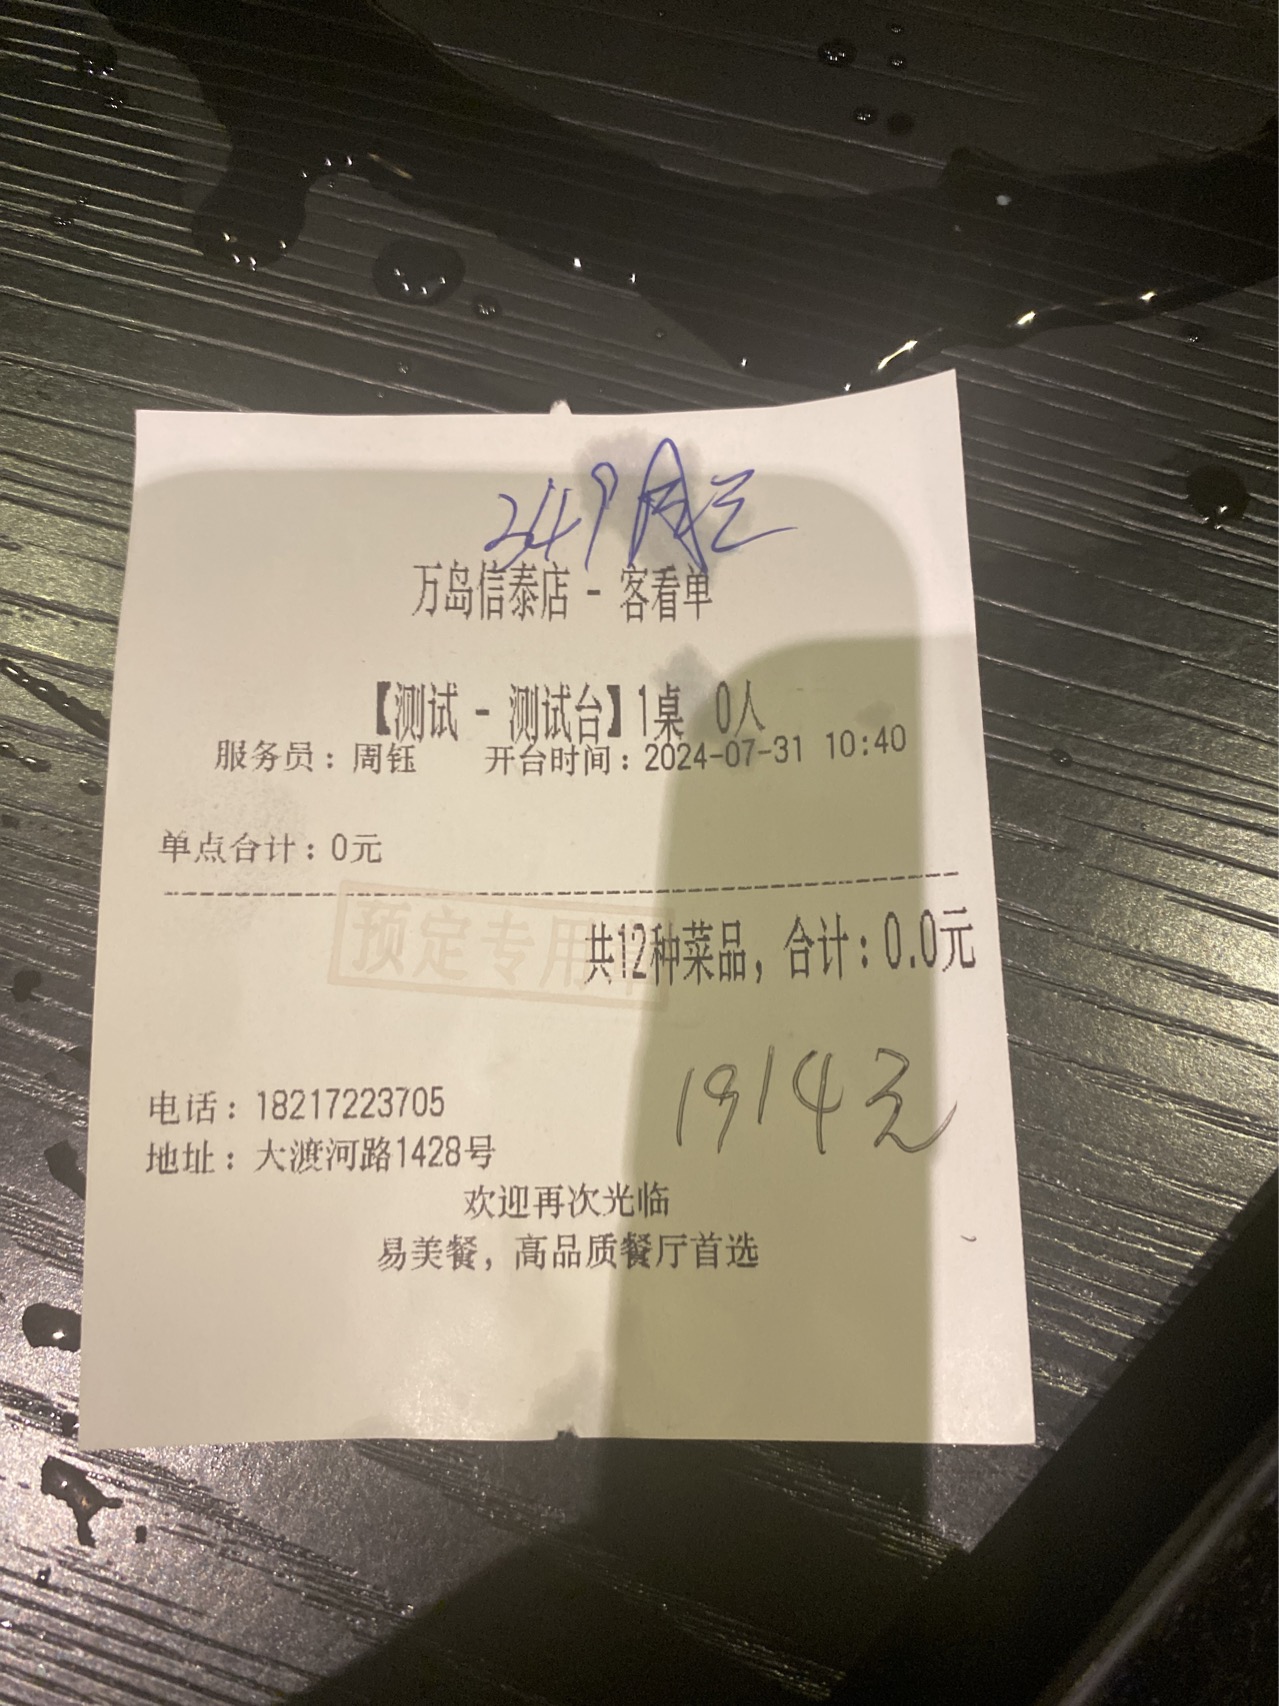 万岛信泰店 - 客看单
【测试 - 测试台】1桌 0人
服务员：周钰 开台时间：2024-07-31 10:40
单点合计：0元
预定专用
共12种菜品，合计：0.0元
1914元
电话：18217223705
地址：大渡河路1428号
欢迎再次光临
易美餐，高品质餐厅首选